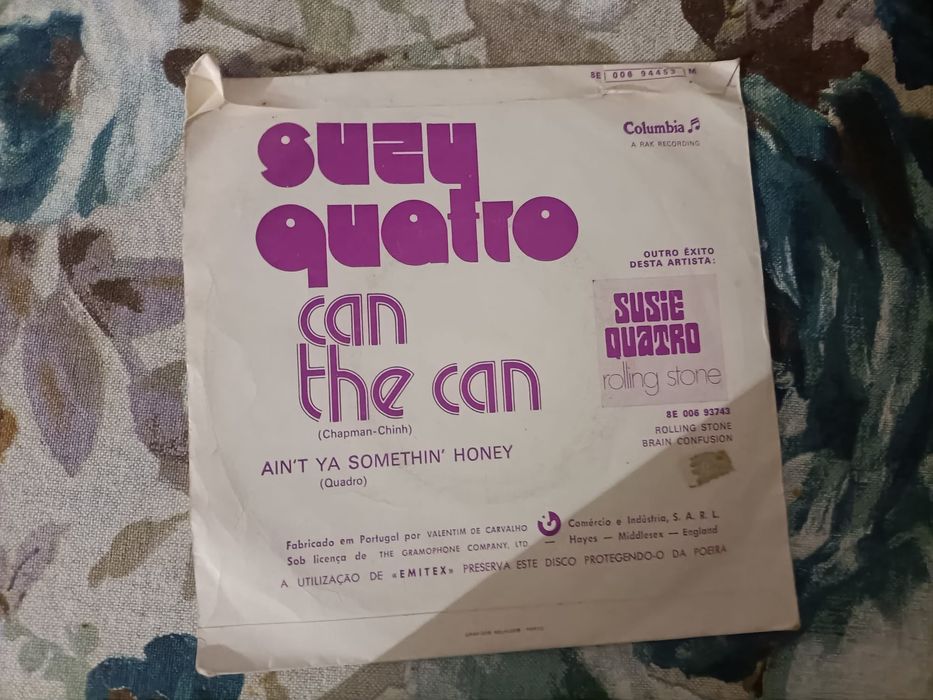 8E 006 94453 M
Columbia
A RAK RECORDING
suzy
quatro
can
the can
(Chapman-Chinh)
AIN'T YA SOMETHIN' HONEY
(Quadro)
OUTRO ÊXITO
DESTA ARTISTA:
SUSIE
QUATRO
rolling stone
8E 006 93743
ROLLING STONE
BRAIN CONFUSION
Fabricado em Portugal por VALENTIM DE CARVALHO Comércio e Indústria, S. A. R. L.
Sob licença de THE GRAMOPHONE COMPANY, LTD — Hayes — Middlesex — England
A UTILIZAÇÃO DE «EMITEX» PRESERVA ESTE DISCO PROTEGENDO-O DA POEIRA